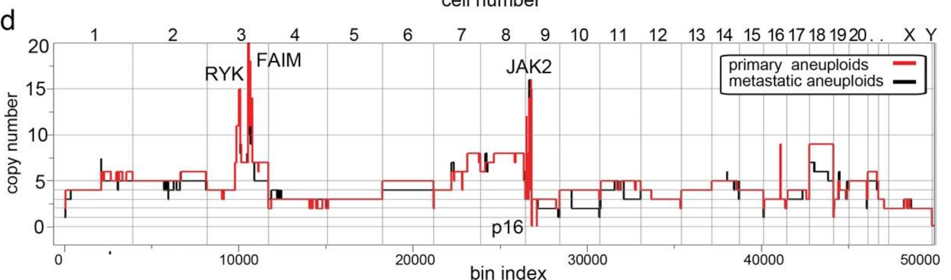 cell number
d
1 2 3 4 5 6 7 8 9 10 11 12 13 14 15 16 17 18 19 20 . . X Y
20
FAIM
RYK
JAK2
primary aneuploids
metastatic aneuploids
15
copy number
10
5
0
p16
0 10000 20000 30000 40000 50000
bin index